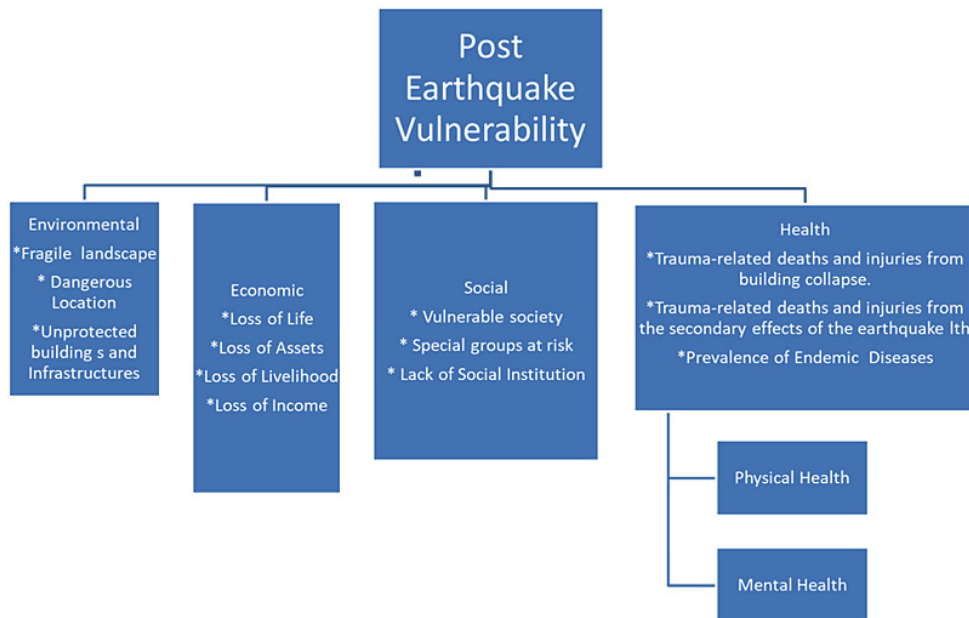 Post
Earthquake
Vulnerability
Environmental
*Fragile landscape
* Dangerous
Location
*Unprotected
building s and
Infrastructures
Economic
*Loss of Life
*Loss of Assets
*Loss of Livelihood
*Loss of Income
Social
* Vulnerable society
* Special groups at risk
* Lack of Social Institution
Health
*Trauma-related deaths and injuries from
building collapse.
*Trauma-related deaths and injuries from
the secondary effects of the earthquake lth
*Prevalence of Endemic Diseases
Physical Health
Mental Health